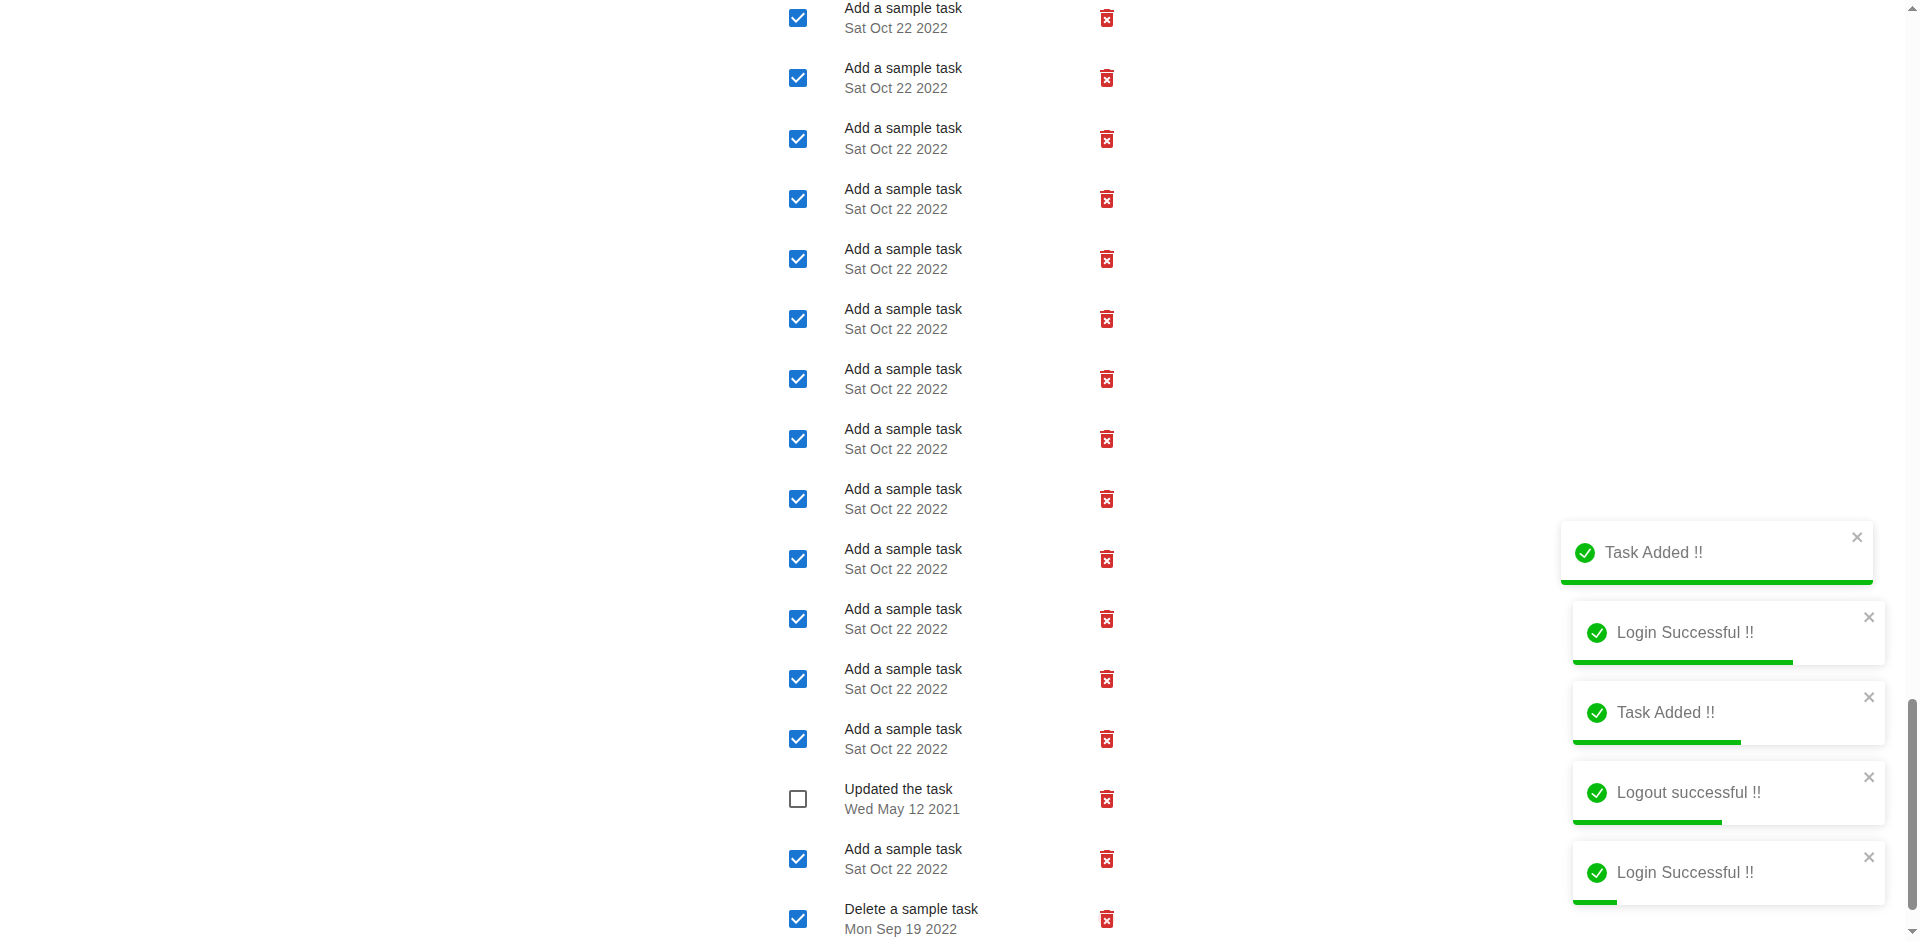 Add a sample task
Sat Oct 22 2022
Add a sample task
Sat Oct 22 2022
Add a sample task
Sat Oct 22 2022
Add a sample task
Sat Oct 22 2022
Add a sample task
Sat Oct 22 2022
Add a sample task
Sat Oct 22 2022
Add a sample task
Sat Oct 22 2022
Add a sample task
Sat Oct 22 2022
Add a sample task
Sat Oct 22 2022
Add a sample task
Sat Oct 22 2022
Add a sample task
Sat Oct 22 2022
Add a sample task
Sat Oct 22 2022
Add a sample task
Sat Oct 22 2022
Updated the task
Wed May 12 2021
Add a sample task
Sat Oct 22 2022
Delete a sample task
Mon Sep 19 2022
Task Added !!
Login Successful !!
Task Added !!
Logout successful !!
Login Successful !!